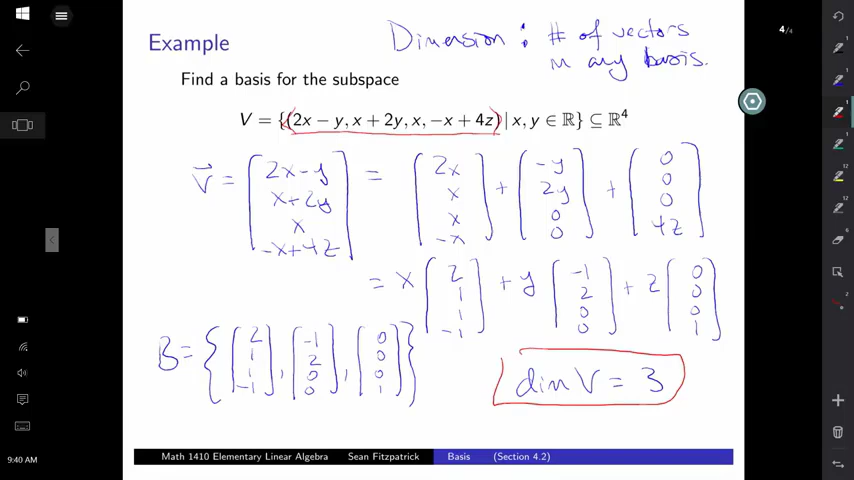 Example
Dimension: # of vectors
in any basis.
4/4
Find a basis for the subspace
V = {(2x − y, x + 2y, x, −x + 4z) | x, y ∈ ℝ} ⊆ ℝ⁴
v⃗ = [2x-y, x+2y, x, -x+4z] = [2x, x, x, -x] + [-y, 2y, 0, 0] + [0, 0, 0, 4z]
= x [2, 1, 1, -1] + y [-1, 2, 0, 0] + z [0, 0, 0, 1]
B = { [2, 1, 1, -1], [-1, 2, 0, 0], [0, 0, 0, 1] }
dim V = 3
Math 1410 Elementary Linear Algebra Sean Fitzpatrick Basis (Section 4.2)
9:40 AM